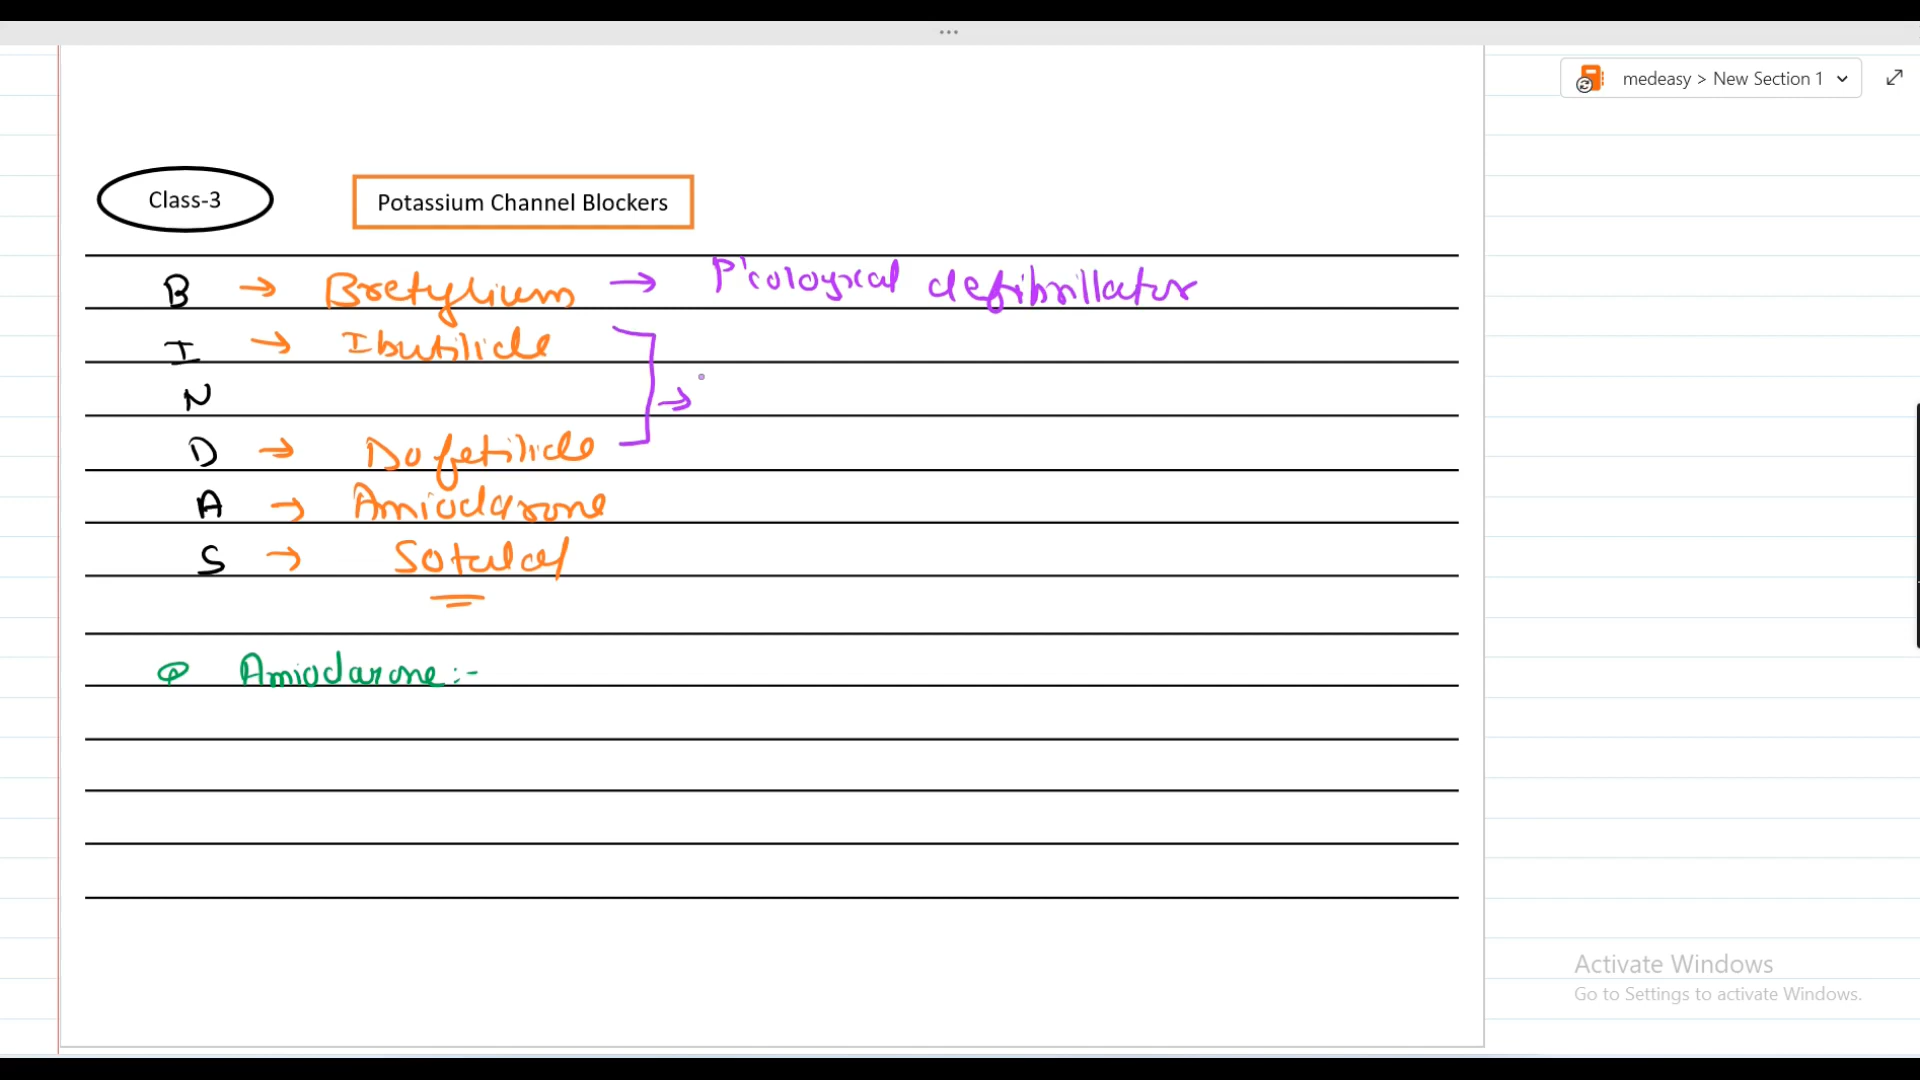 ...
medeasy > New Section 1
Class-3
Potassium Channel Blockers
B → Bretylium → P'cological defibrillator
I → Ibutilide
→
N
D → Dofetilide
A → Amiodarone
S → Sotalol
Amiodarone:-
Activate Windows
Go to Settings to activate Windows.